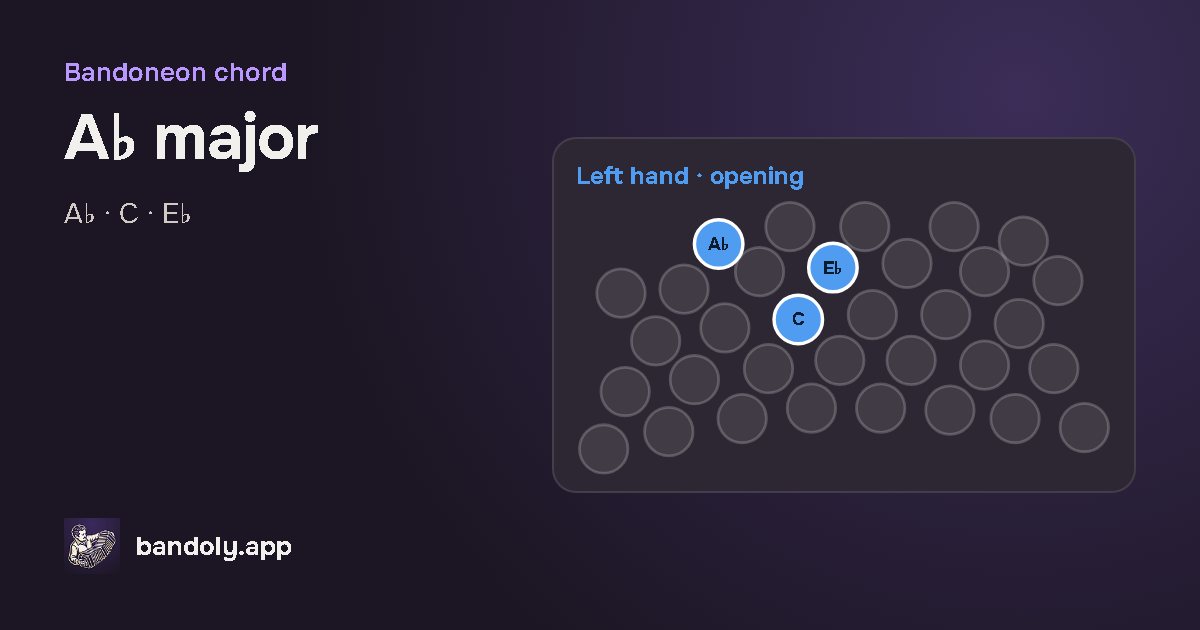 Bandoneon chord
A♭ major
A♭ · C · E♭
Left hand · opening
A♭
E♭
C
bandoly.app